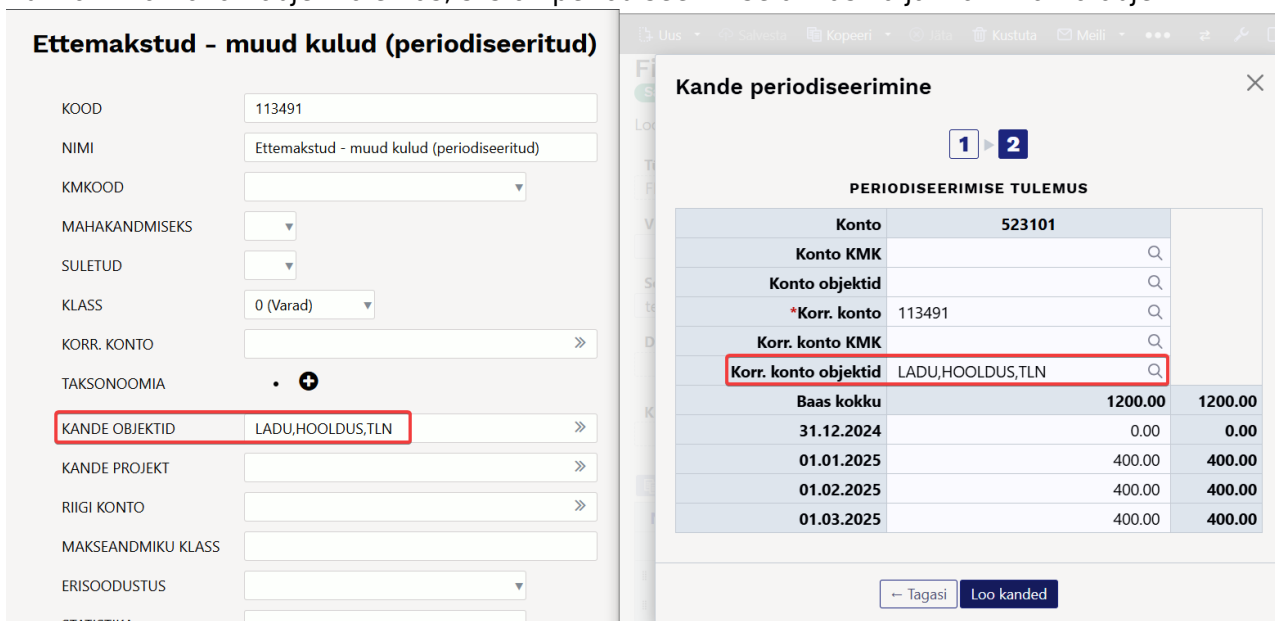 Ettemakstud - muud kulud (periodiseeritud)
KOOD 113491
NIMI Ettemakstud - muud kulud (periodiseeritud)
KMKOOD
MAHAKANDMISEKS
SULETUD
KLASS 0 (Varad)
KORR. KONTO
TAKSONOOMIA
KANDE OBJEKTID LADU,HOOLDUS,TLN
KANDE PROJEKT
RIIGI KONTO
MAKSEANDMIKU KLASS
ERISOODUSTUS
Uus Salvesta Kopeeri Jäta Kustuta Meili
Kande periodiseerimine
1 2
PERIODISEERIMISE TULEMUS
Konto 523101
Konto KMK
Konto objektid
*Korr. konto 113491
Korr. konto KMK
Korr. konto objektid LADU,HOOLDUS,TLN
Baas kokku 1200.00 1200.00
31.12.2024 0.00 0.00
01.01.2025 400.00 400.00
01.02.2025 400.00 400.00
01.03.2025 400.00 400.00
← Tagasi Loo kanded